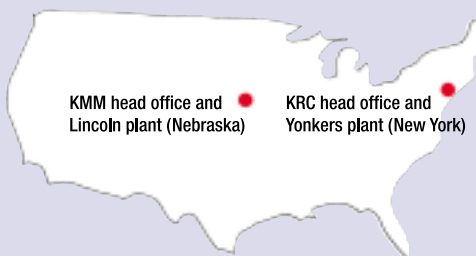 KMM head office and
Lincoln plant (Nebraska)
KRC head office and
Yonkers plant (New York)